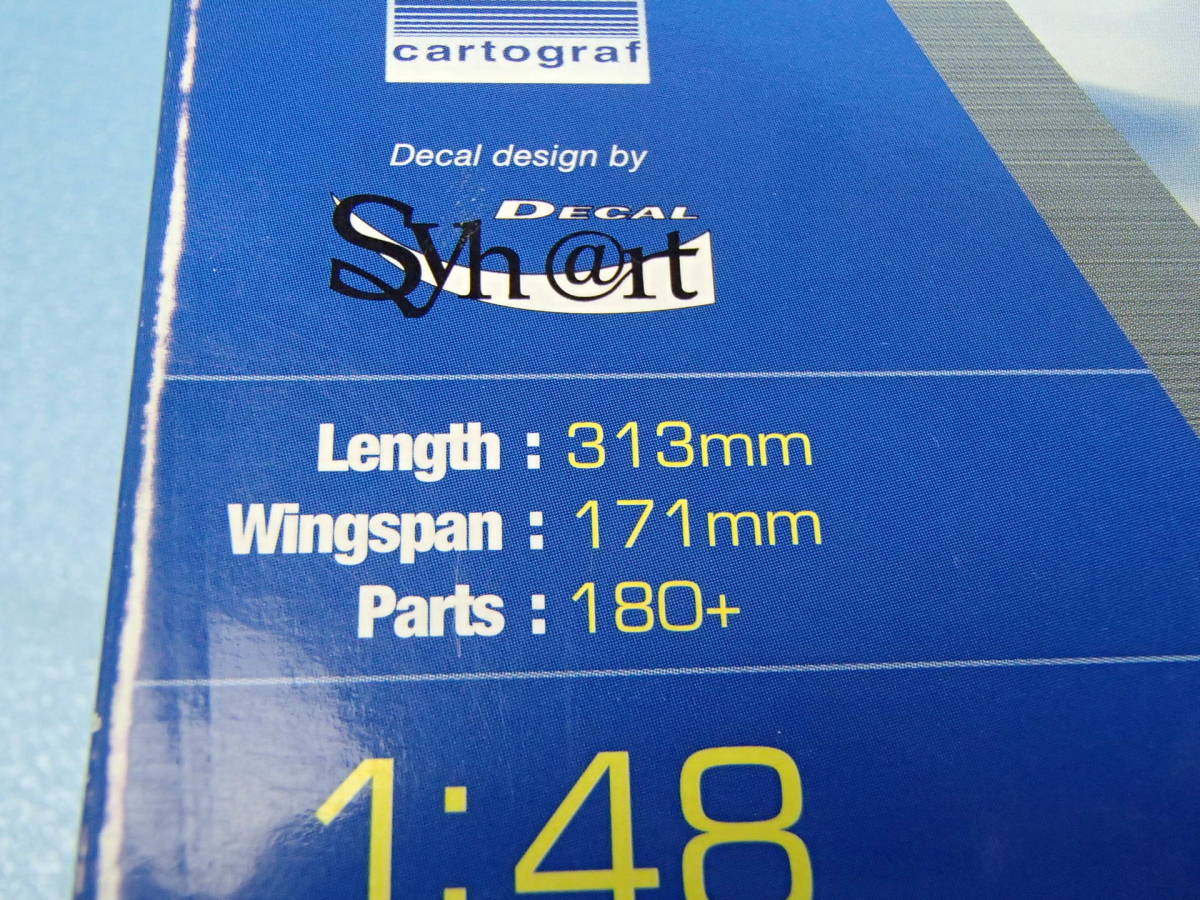 cartograf
Decal design by
DECAL
Syh@rt
Length : 313mm
Wingspan : 171mm
Parts : 180+
1:48